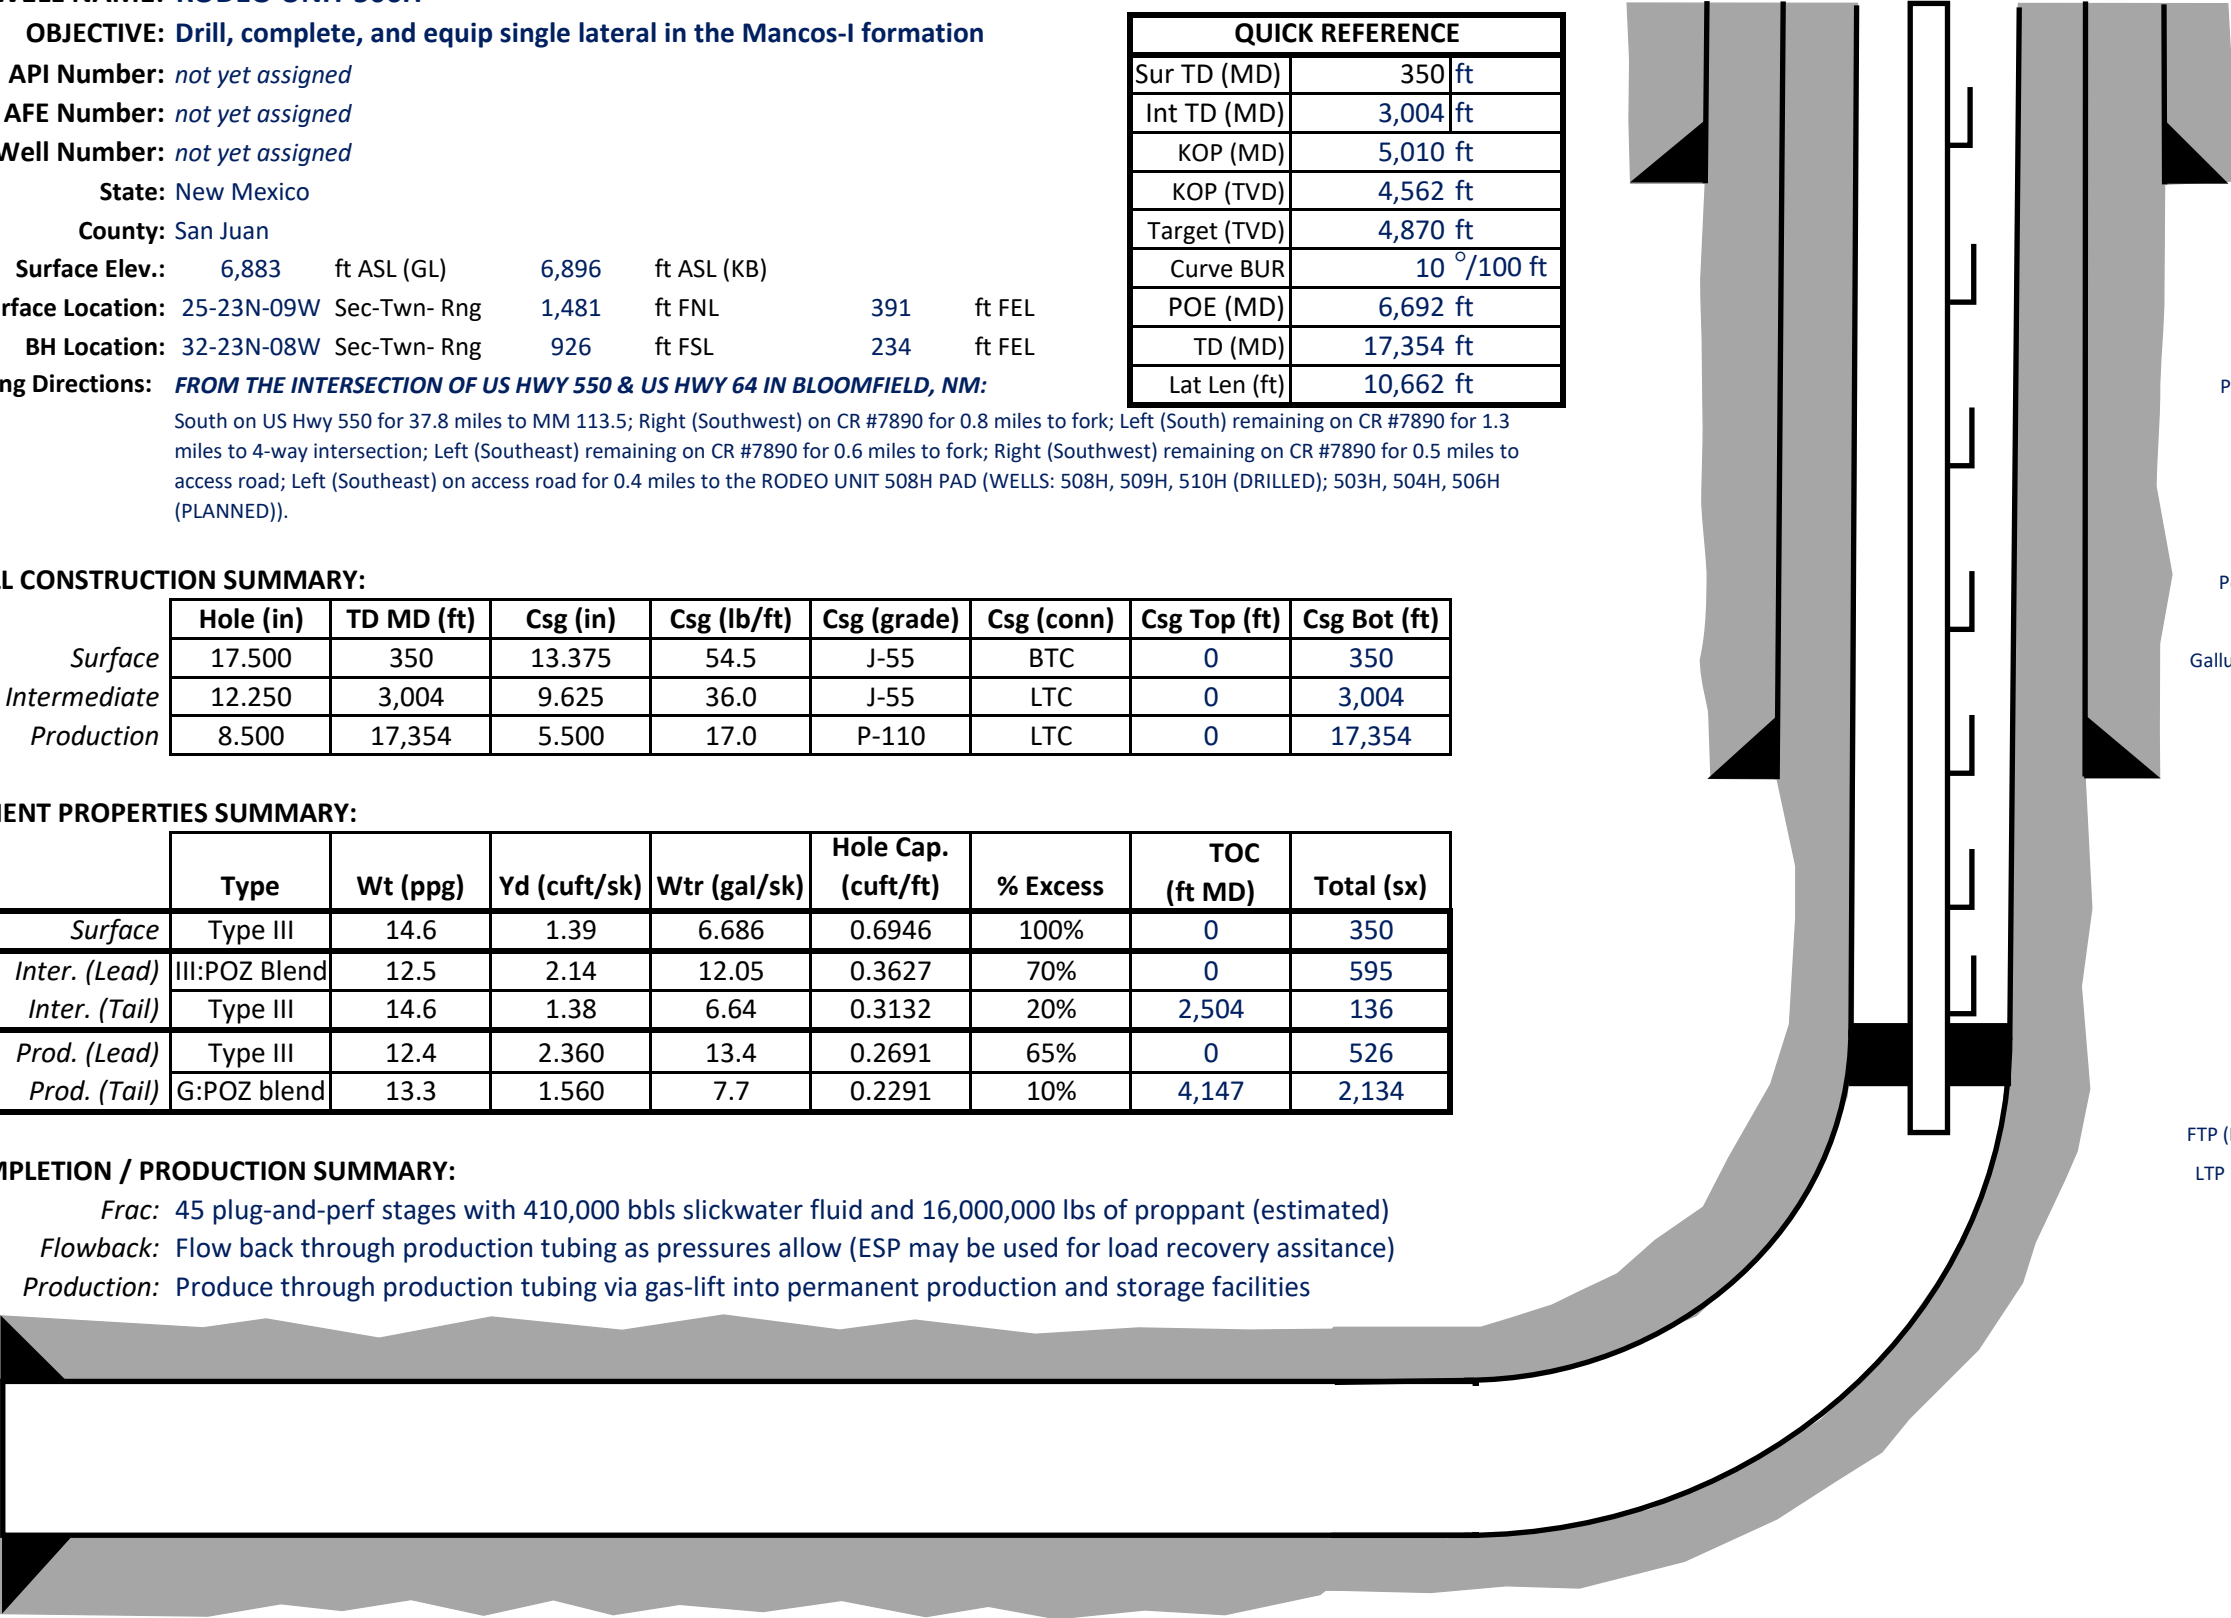 OBJECTIVE: Drill, complete, and equip single lateral in the Mancos-I formation
API Number: not yet assigned
AFE Number: not yet assigned
Well Number: not yet assigned
State: New Mexico
County: San Juan
Surface Elev.: 6,883 ft ASL (GL) 6,896 ft ASL (KB)
rface Location: 25-23N-09W Sec-Twn- Rng 1,481 ft FNL 391 ft FEL
BH Location: 32-23N-08W Sec-Twn- Rng 926 ft FSL 234 ft FEL
ng Directions: FROM THE INTERSECTION OF US HWY 550 & US HWY 64 IN BLOOMFIELD, NM:
South on US Hwy 550 for 37.8 miles to MM 113.5; Right (Southwest) on CR #7890 for 0.8 miles to fork; Left (South) remaining on CR #7890 for 1.3
miles to 4-way intersection; Left (Southeast) remaining on CR #7890 for 0.6 miles to fork; Right (Southwest) remaining on CR #7890 for 0.5 miles to
access road; Left (Southeast) on access road for 0.4 miles to the RODEO UNIT 508H PAD (WELLS: 508H, 509H, 510H (DRILLED); 503H, 504H, 506H
(PLANNED)).
QUICK REFERENCE
Sur TD (MD) 350 ft
Int TD (MD) 3,004 ft
KOP (MD) 5,010 ft
KOP (TVD) 4,562 ft
Target (TVD) 4,870 ft
Curve BUR 10 °/100 ft
POE (MD) 6,692 ft
TD (MD) 17,354 ft
Lat Len (ft) 10,662 ft
LL CONSTRUCTION SUMMARY:
Hole (in) TD MD (ft) Csg (in) Csg (lb/ft) Csg (grade) Csg (conn) Csg Top (ft) Csg Bot (ft)
Surface 17.500 350 13.375 54.5 J-55 BTC 0 350
Intermediate 12.250 3,004 9.625 36.0 J-55 LTC 0 3,004
Production 8.500 17,354 5.500 17.0 P-110 LTC 0 17,354
MENT PROPERTIES SUMMARY:
Type Wt (ppg) Yd (cuft/sk) Wtr (gal/sk) Hole Cap. (cuft/ft) % Excess TOC (ft MD) Total (sx)
Surface Type III 14.6 1.39 6.686 0.6946 100% 0 350
Inter. (Lead) III:POZ Blend 12.5 2.14 12.05 0.3627 70% 0 595
Inter. (Tail) Type III 14.6 1.38 6.64 0.3132 20% 2,504 136
Prod. (Lead) Type III 12.4 2.360 13.4 0.2691 65% 0 526
Prod. (Tail) G:POZ blend 13.3 1.560 7.7 0.2291 10% 4,147 2,134
MPLETION / PRODUCTION SUMMARY:
Frac: 45 plug-and-perf stages with 410,000 bbls slickwater fluid and 16,000,000 lbs of proppant (estimated)
Flowback: Flow back through production tubing as pressures allow (ESP may be used for load recovery assitance)
Production: Produce through production tubing via gas-lift into permanent production and storage facilities
P
P
Gallu
FTP (
LTP